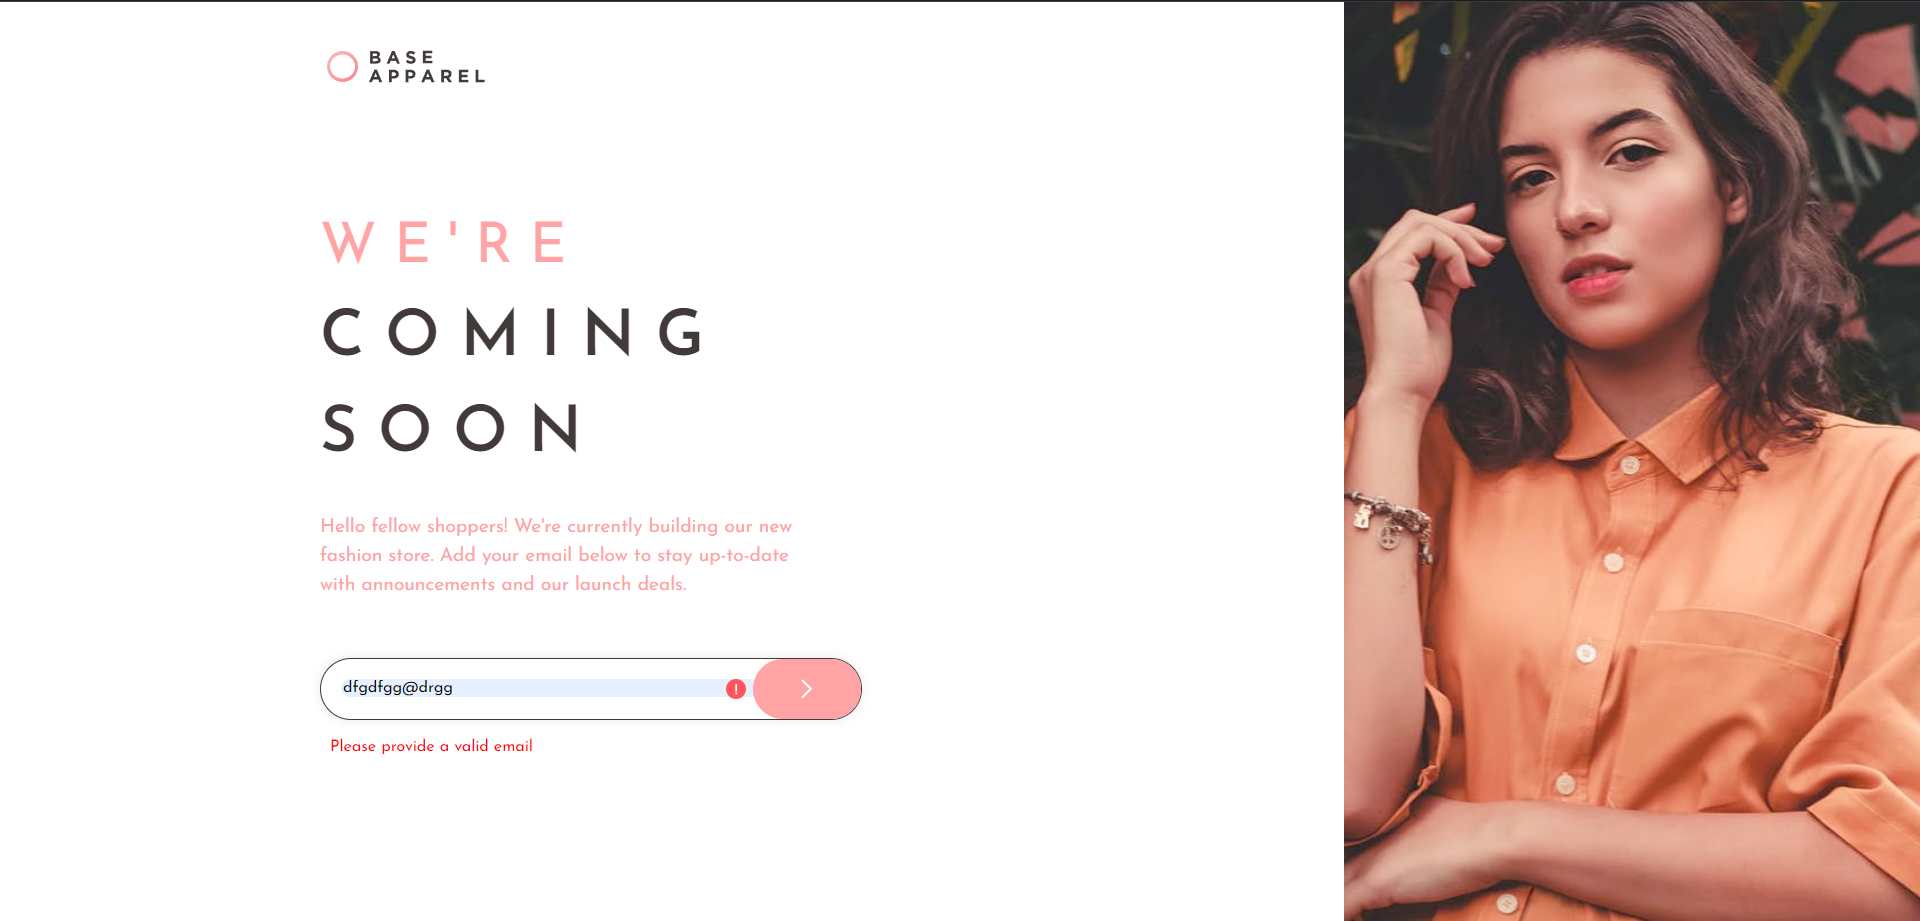 BASE
APPAREL
WE'RE
COMING
SOON
Hello fellow shoppers! We're currently building our new
fashion store. Add your email below to stay up-to-date
with announcements and our launch deals.
dfgdfgg@drgg
!
Please provide a valid email